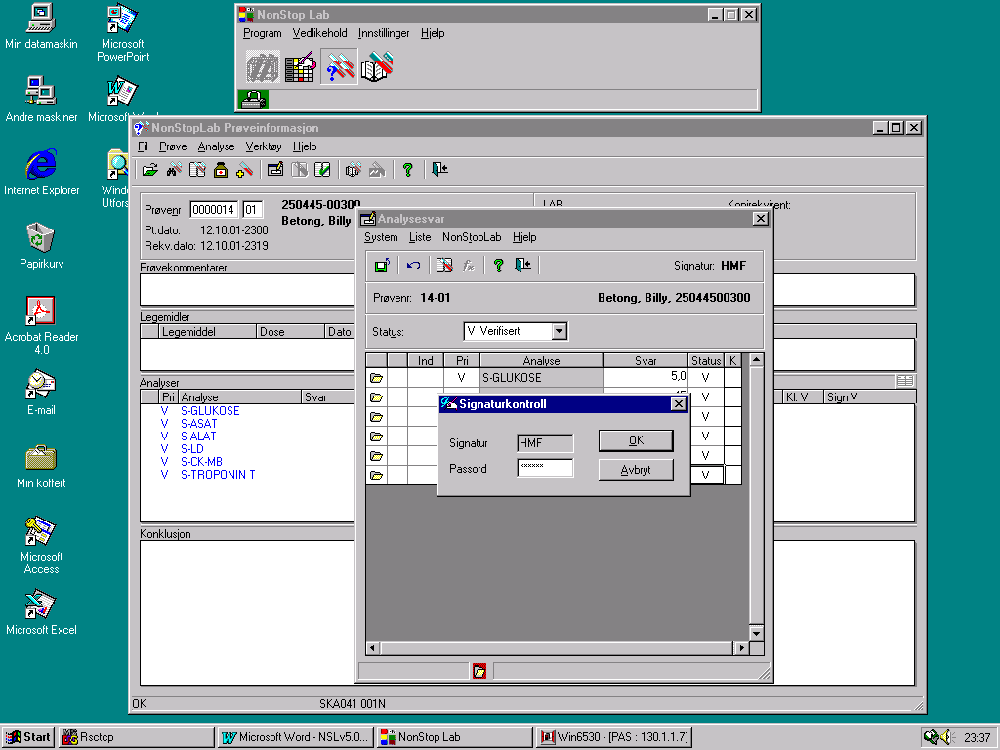 Min datamaskin
Microsoft
PowerPoint
Andre maskiner
Microsoft
Internet Explorer
Papirkurv
Acrobat Reader
4.0
E-mail
Min koffert
Microsoft
Access
Microsoft Excel
NonStop Lab
Program Vedlikehold Innstillinger Hjelp
NonStopLab Prøveinformasjon
Fil Prøve Analyse Verktøy Hjelp
Prøvenr 0000014 01
250445-00300
Betong, Billy
Pt.dato: 12.10.01-2300
Rekv.dato: 12.10.01-2319
Prøvekommentarer
Legemidler
Legemiddel Dose Dato
Analyser
Pri Analyse Svar Kl. V Sign V
V S-GLUKOSE
V S-ASAT
V S-ALAT
V S-LD
V S-CK-MB
V S-TROPONIN T
Konklusjon
OK SKA041 001N
Analysesvar
System Liste NonStopLab Hjelp
Signatur: HMF
Prøvenr: 14-01 Betong, Billy, 25044500300
Status: V Verifisert
Ind Pri Analyse Svar Status K
V S-GLUKOSE 5,0 V
V
V
V
V
V
Signaturkontroll
Signatur HMF
Passord ******
OK
Avbryt
Start Rsctcp Microsoft Word - NSLv5.0... NonStop Lab Win6530 - [PAS : 130.1.1.7] 23:37